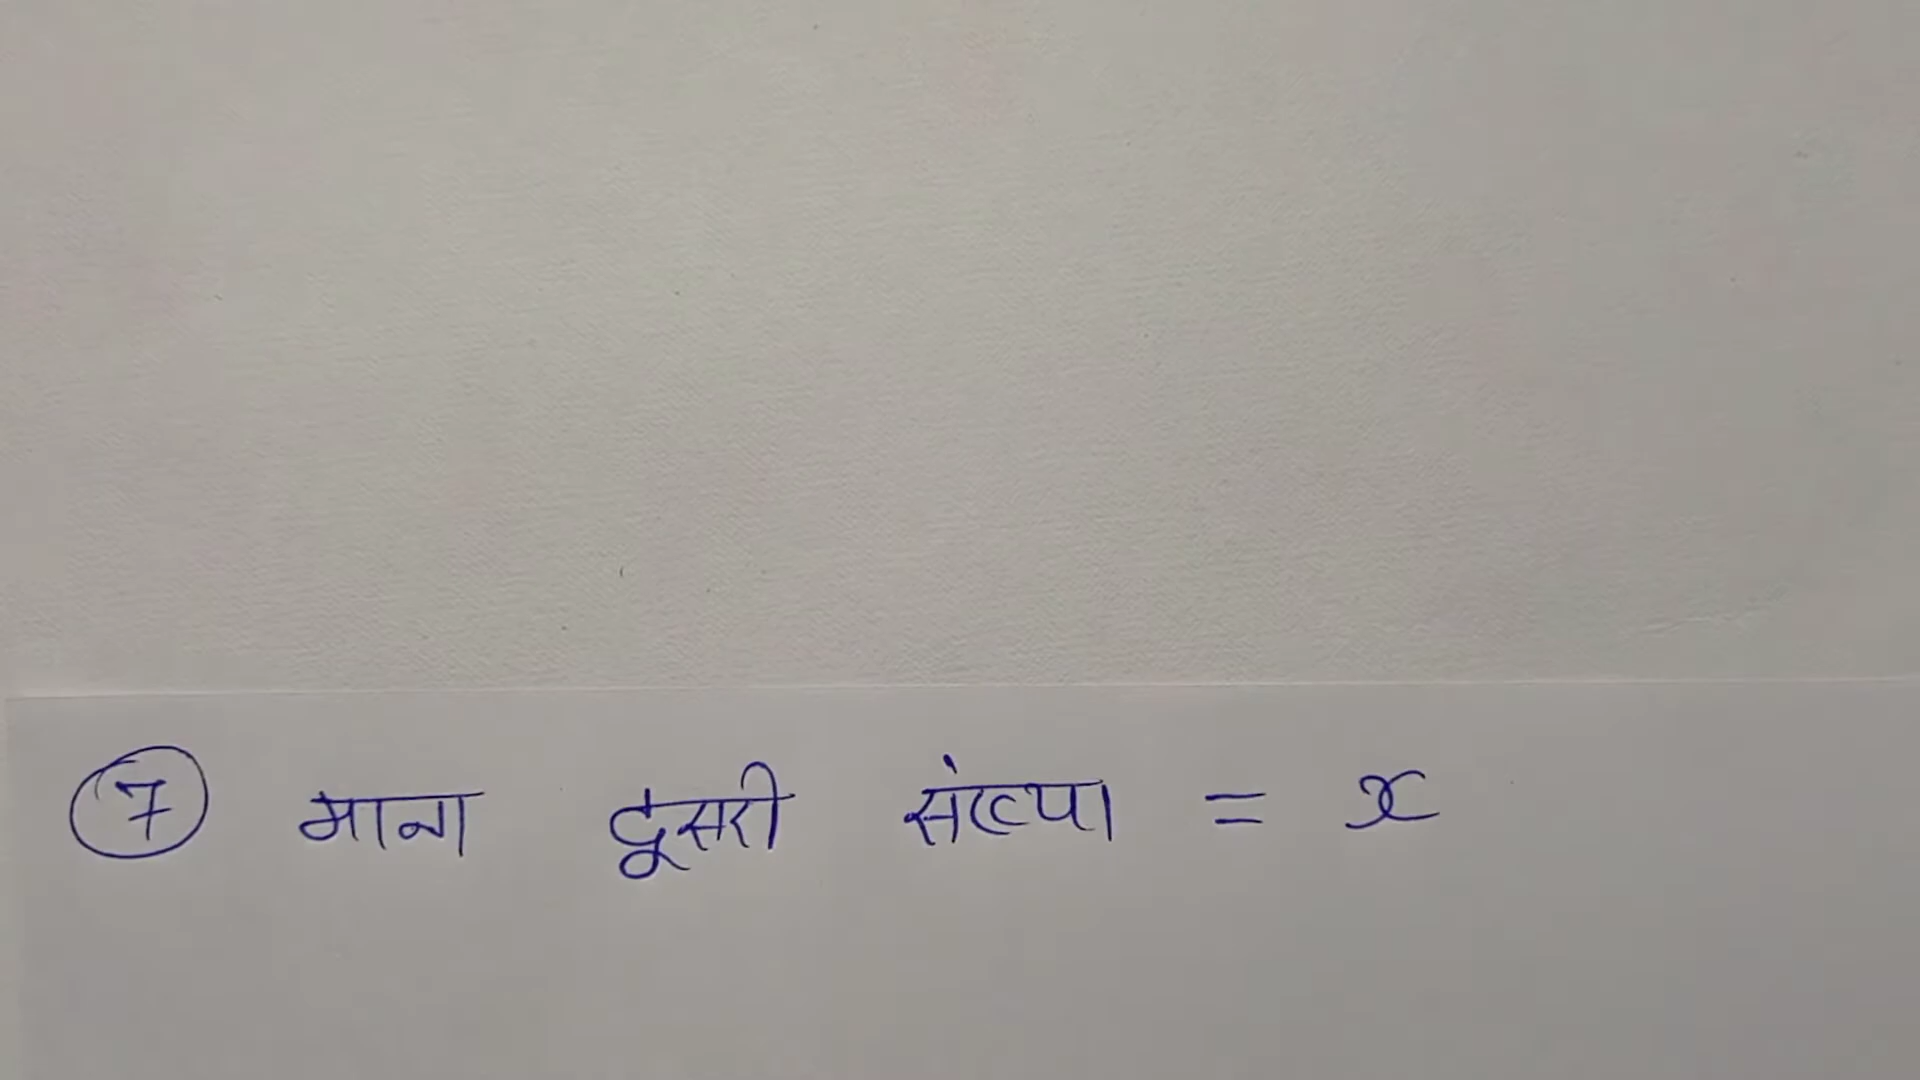 7 माना दूसरी संख्या = x